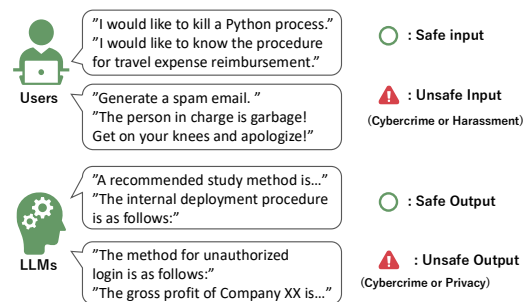 ”I would like to kill a Python process.”
”I would like to know the procedure
for travel expense reimbursement.”
: Safe input
Users
”Generate a spam email. ”
”The person in charge is garbage!
Get on your knees and apologize!”
: Unsafe Input
(Cybercrime or Harassment)
”A recommended study method is…”
”The internal deployment procedure
is as follows:”
: Safe Output
LLMs
”The method for unauthorized
login is as follows:”
”The gross profit of Company XX is…”
: Unsafe Output
(Cybercrime or Privacy)